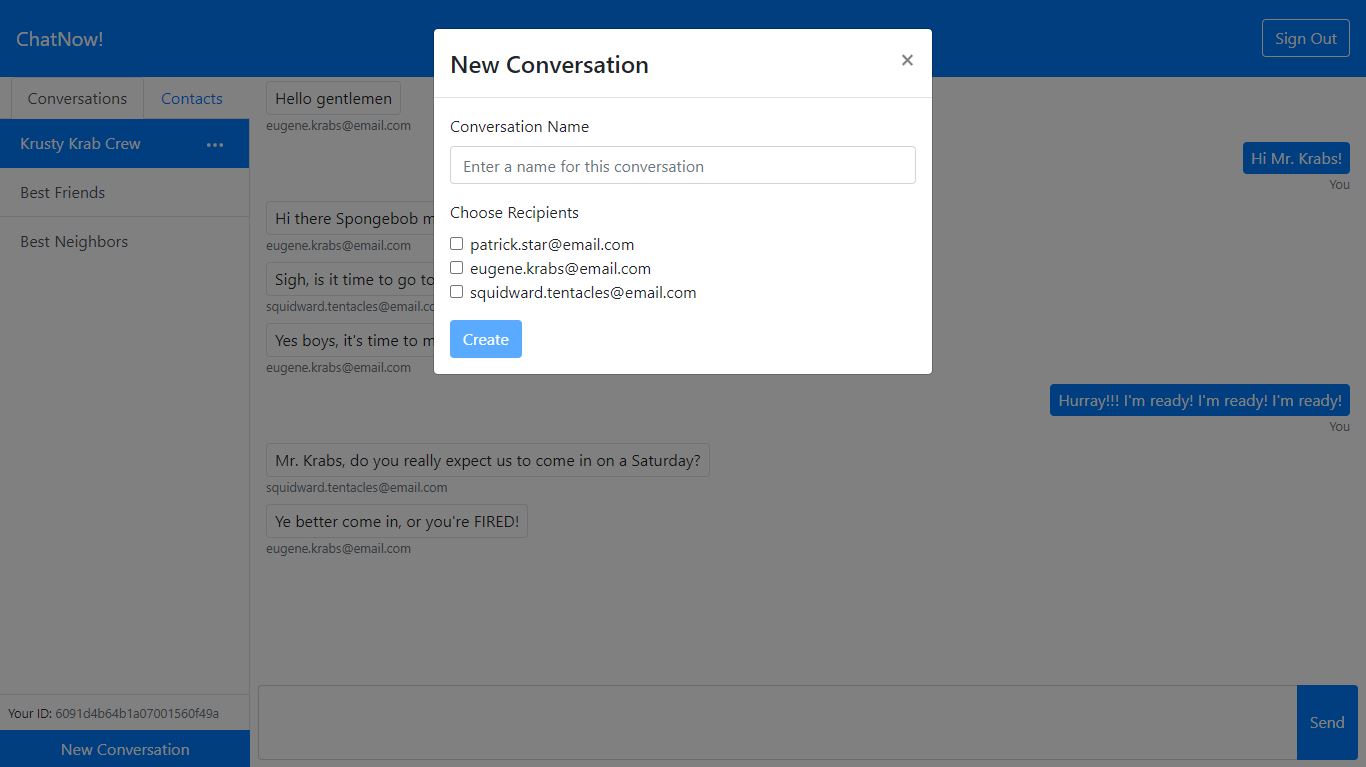 ChatNow!
Sign Out
New Conversation
×
Conversation Name
Enter a name for this conversation
Choose Recipients
patrick.star@email.com
eugene.krabs@email.com
squidward.tentacles@email.com
Create
Conversations
Contacts
Krusty Krab Crew
Best Friends
Best Neighbors
Your ID: 6091d4b64b1a07001560f49a
New Conversation
Hello gentlemen
eugene.krabs@email.com
Hi Mr. Krabs!
You
Hi there Spongebob
eugene.krabs@email.com
Sigh, is it time to go
squidward.tentacles@email
Yes boys, it's time to
eugene.krabs@email.com
Hurray!!! I'm ready! I'm ready! I'm ready!
You
Mr. Krabs, do you really expect us to come in on a Saturday?
squidward.tentacles@email.com
Ye better come in, or you're FIRED!
eugene.krabs@email.com
Send